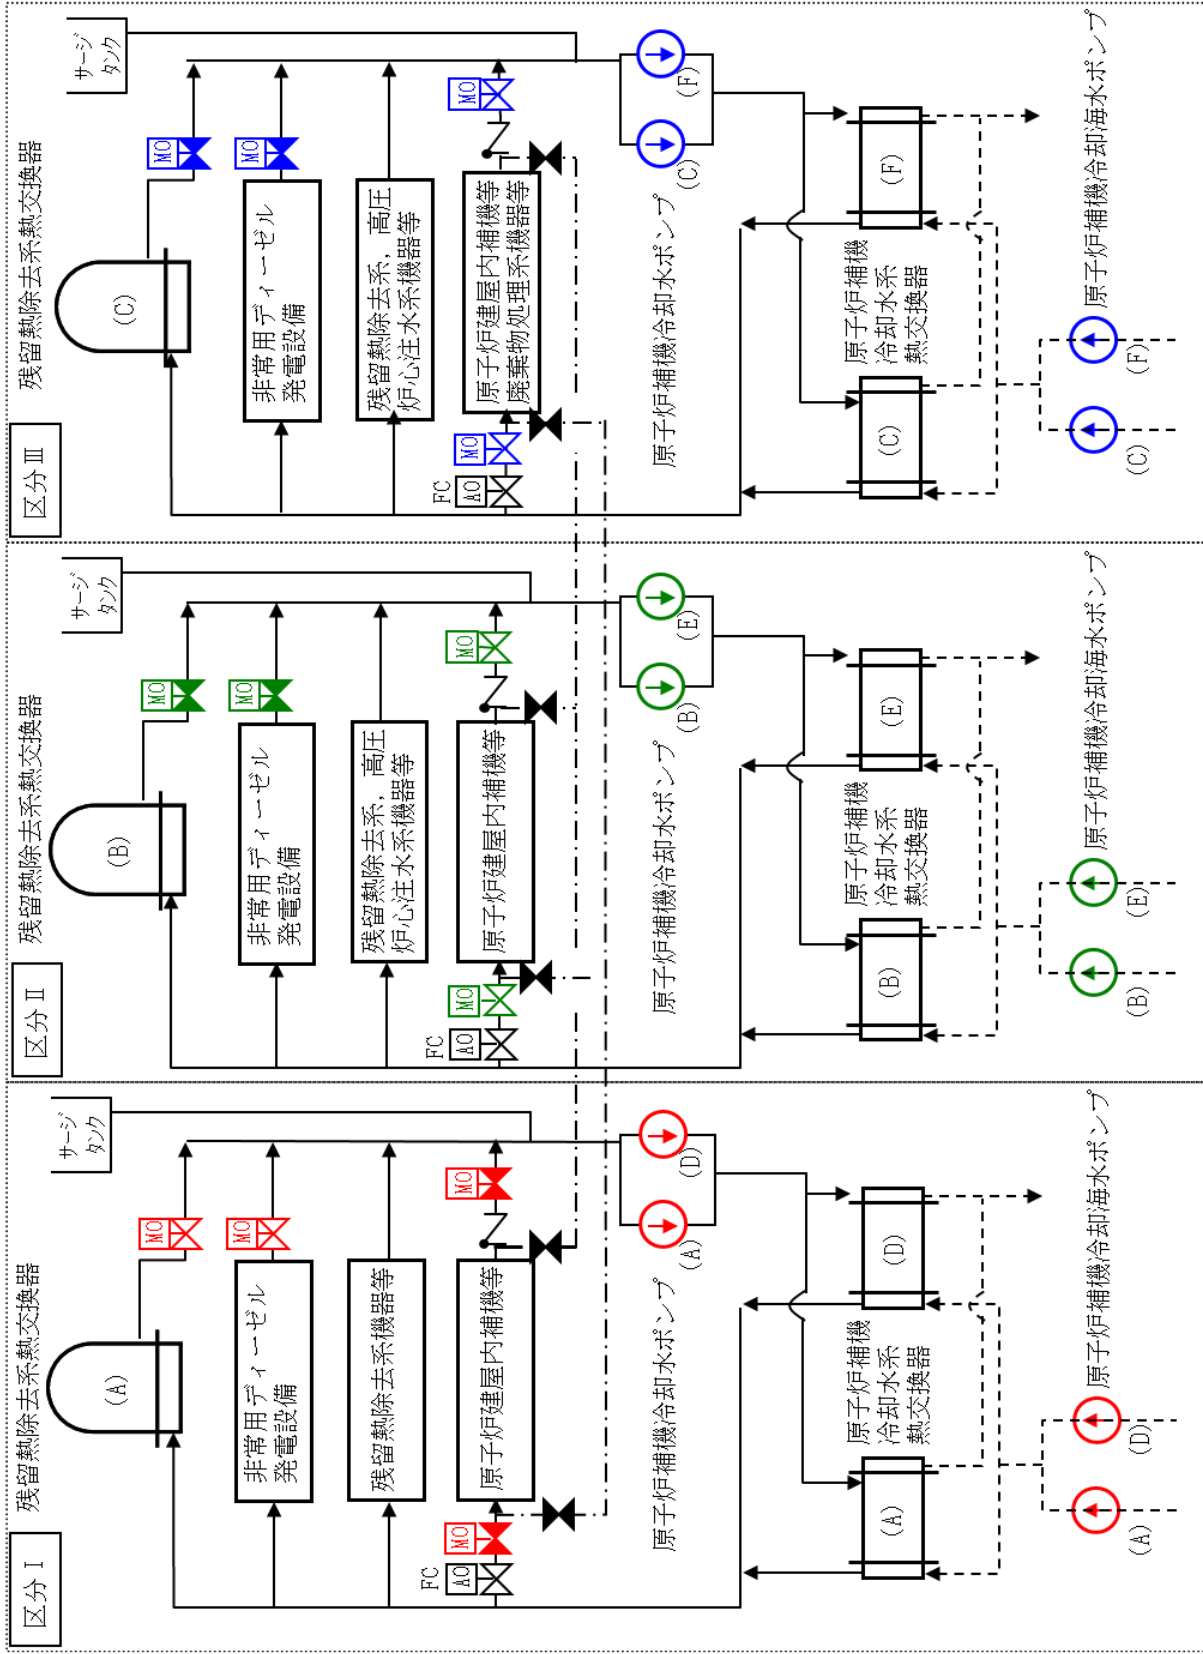 区分Ⅰ
残留熱除去系熱交換器
(A)
サージ
タンク
MO
非常用ディーゼル
発電設備
MO
残留熱除去系機器等
FC
AO
MO
原子炉建屋内補機等
MO
原子炉補機冷却水ポンプ
(A)
(D)
原子炉補機
冷却水系
熱交換器
(A)
(D)
原子炉補機冷却海水ポンプ
(A)
(D)
区分Ⅱ
残留熱除去系熱交換器
(B)
サージ
タンク
MO
非常用ディーゼル
発電設備
MO
残留熱除去系，高圧
炉心注水系機器等
FC
AO
MO
原子炉建屋内補機等
MO
原子炉補機冷却水ポンプ
(B)
(E)
原子炉補機
冷却水系
熱交換器
(B)
(E)
原子炉補機冷却海水ポンプ
(B)
(E)
区分Ⅲ
残留熱除去系熱交換器
(C)
サージ
タンク
MO
非常用ディーゼル
発電設備
MO
残留熱除去系，高圧
炉心注水系機器等
FC
AO
MO
原子炉建屋内補機等
廃棄物処理系機器等
MO
原子炉補機冷却水ポンプ
(C)
(F)
原子炉補機
冷却水系
熱交換器
(C)
(F)
原子炉補機冷却海水ポンプ
(C)
(F)